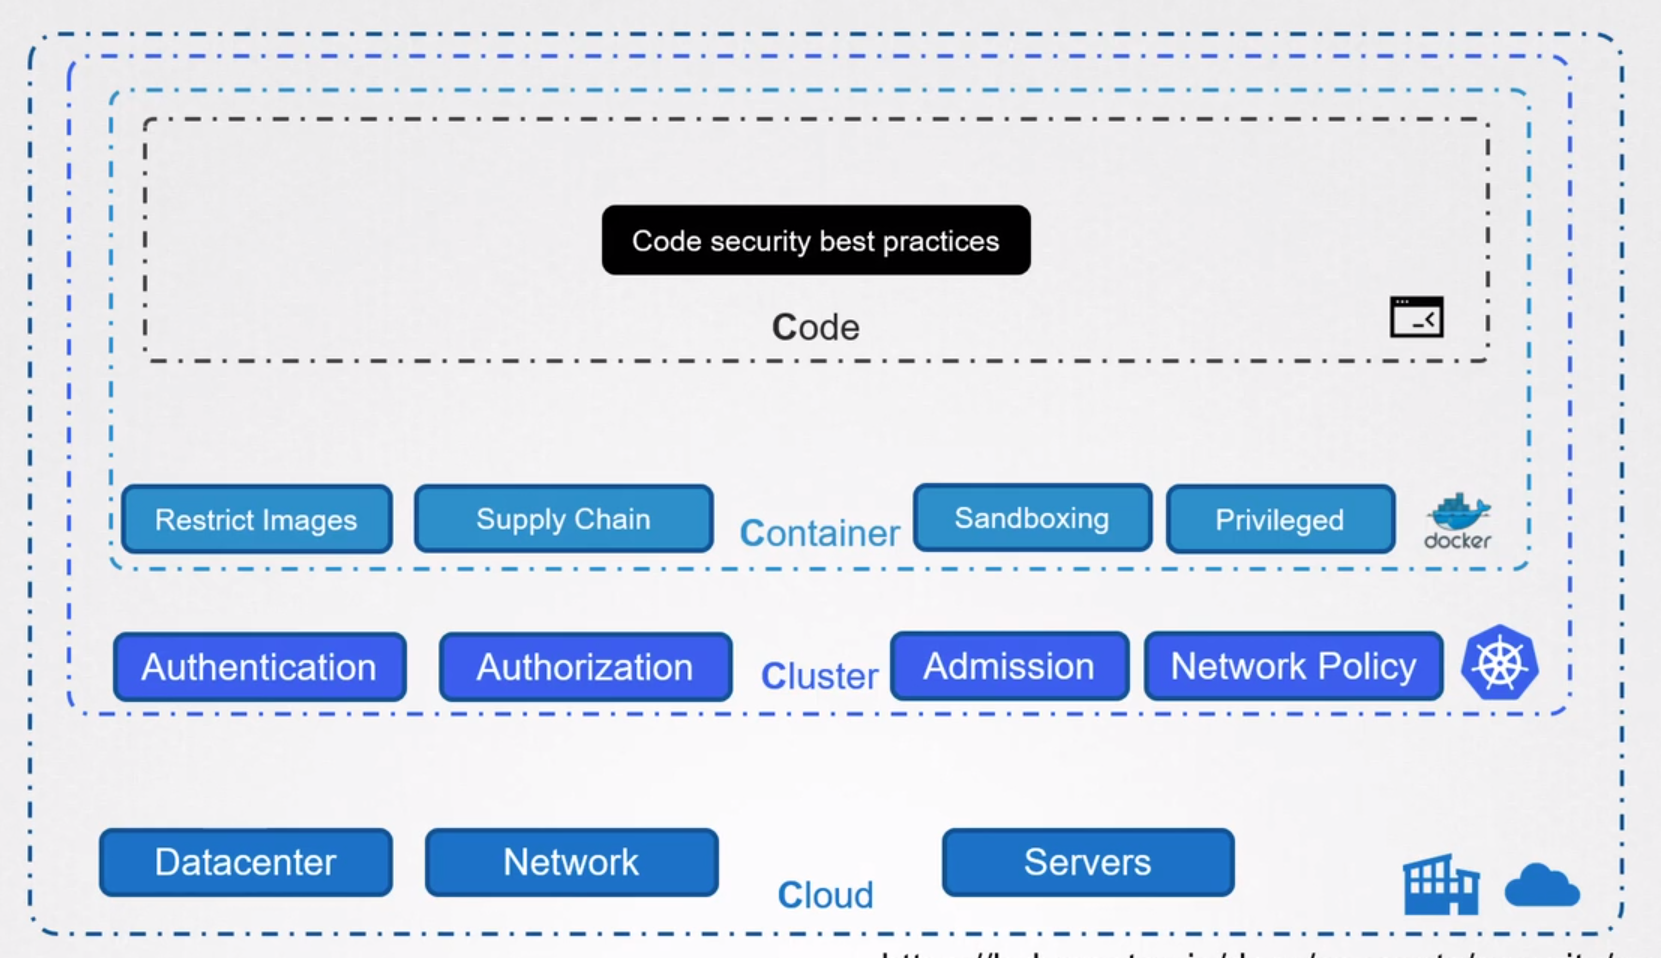 Code security best practices
Code
Restrict Images
Supply Chain
Container
Sandboxing
Privileged
docker
Authentication
Authorization
Cluster
Admission
Network Policy
Datacenter
Network
Cloud
Servers